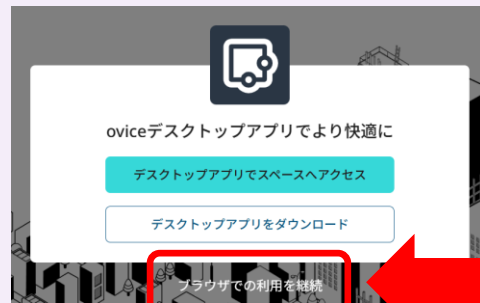 oviceデスクトップアプリでより快適に
デスクトップアプリでスペースへアクセス
デスクトップアプリをダウンロード
ブラウザでの利用を継続